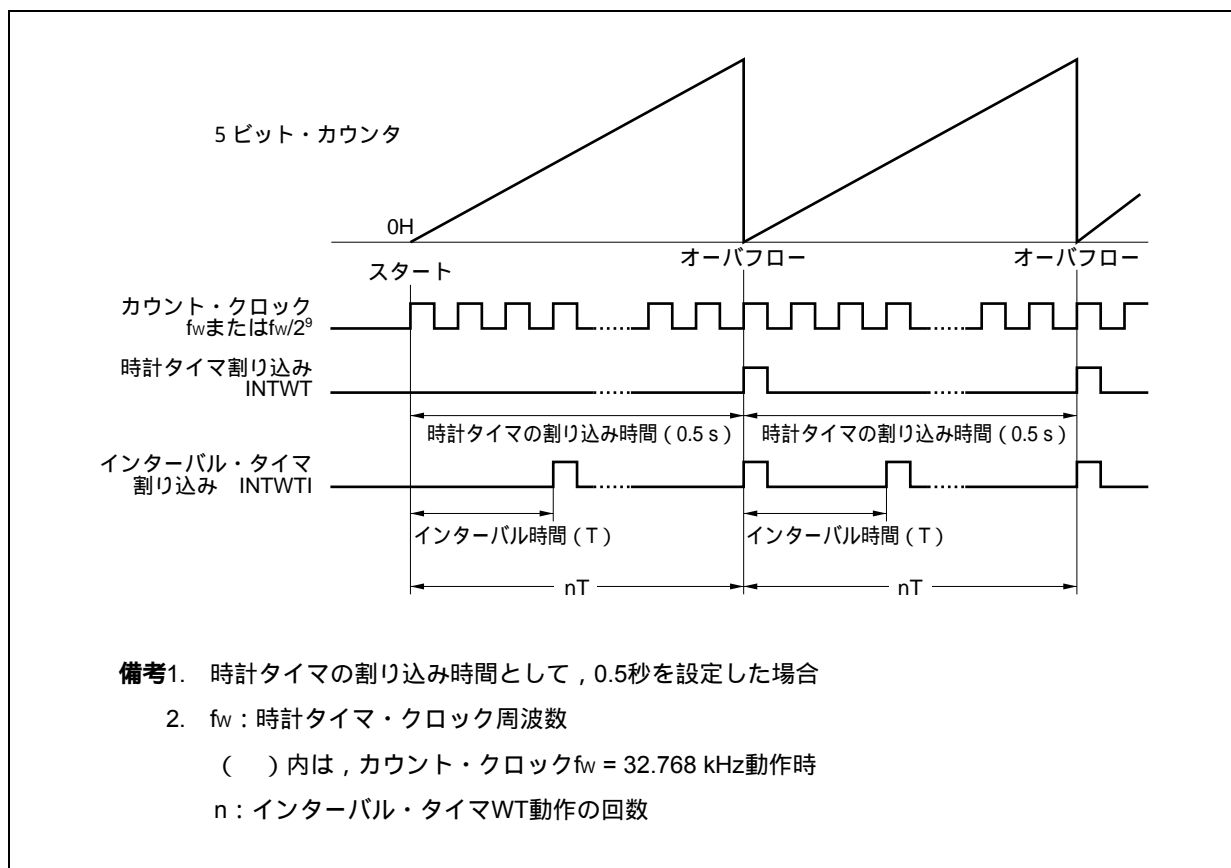 5 ビット・カウンタ
0H
スタート
オーバフロー
オーバフロー
カウント・クロック
fwまたはfw/2⁹
時計タイマ割り込み
INTWT
時計タイマの割り込み時間（0.5 s）
時計タイマの割り込み時間（0.5 s）
インターバル・タイマ
割り込み　INTWTI
インターバル時間（T）
インターバル時間（T）
nT
nT
備考1.　時計タイマの割り込み時間として，0.5秒を設定した場合
2.　fw：時計タイマ・クロック周波数
（　）内は，カウント・クロックfw = 32.768 kHz動作時
n：インターバル・タイマWT動作の回数